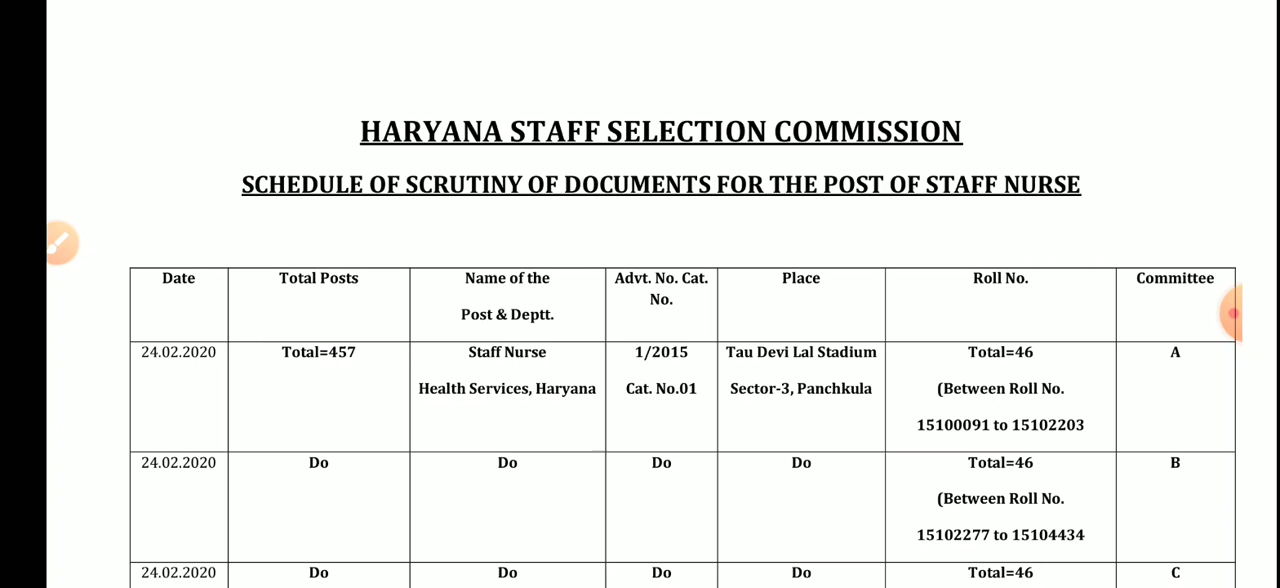 HARYANA STAFF SELECTION COMMISSION
SCHEDULE OF SCRUTINY OF DOCUMENTS FOR THE POST OF STAFF NURSE
Date Total Posts Name of the Post & Deptt. Advt. No. Cat. No. Place Roll No. Committee
24.02.2020 Total=457 Staff Nurse 1/2015 Tau Devi Lal Stadium Total=46 A
Health Services, Haryana Cat. No.01 Sector-3, Panchkula (Between Roll No.
15100091 to 15102203
24.02.2020 Do Do Do Do Total=46 B
(Between Roll No.
15102277 to 15104434
24.02.2020 Do Do Do Do Total=46 C